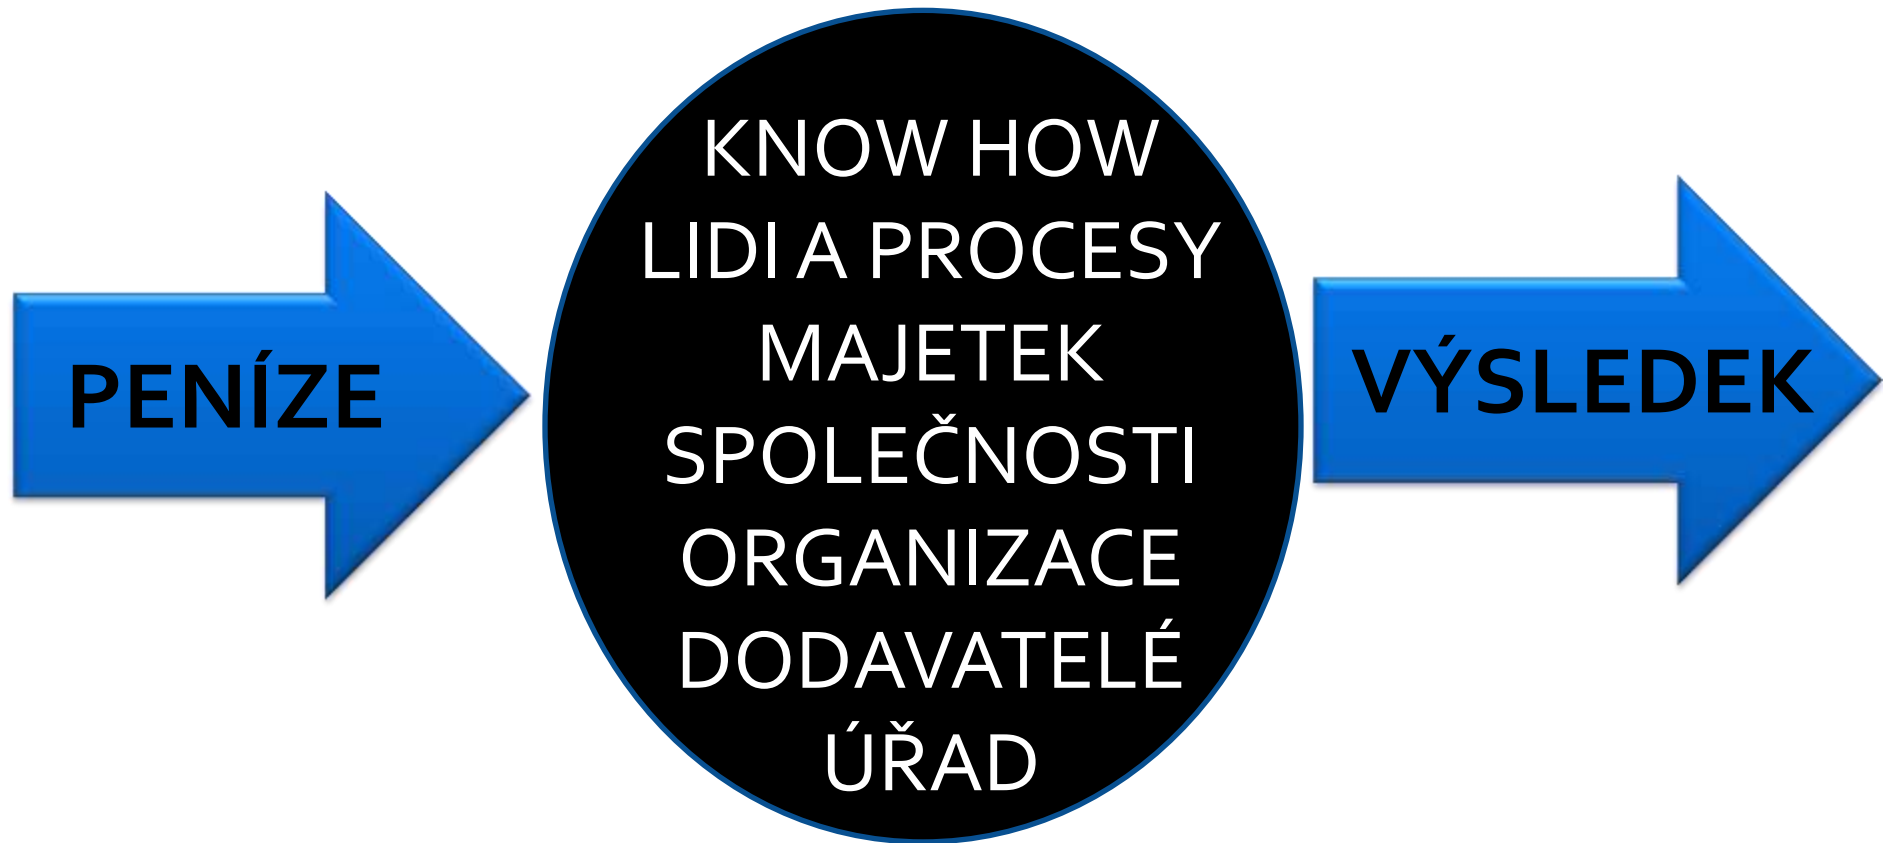 PENÍZE
KNOW HOW
LIDI A PROCESY
MAJETEK
SPOLEČNOSTI
ORGANIZACE
DODAVATELÉ
ÚŘAD
VÝSLEDEK